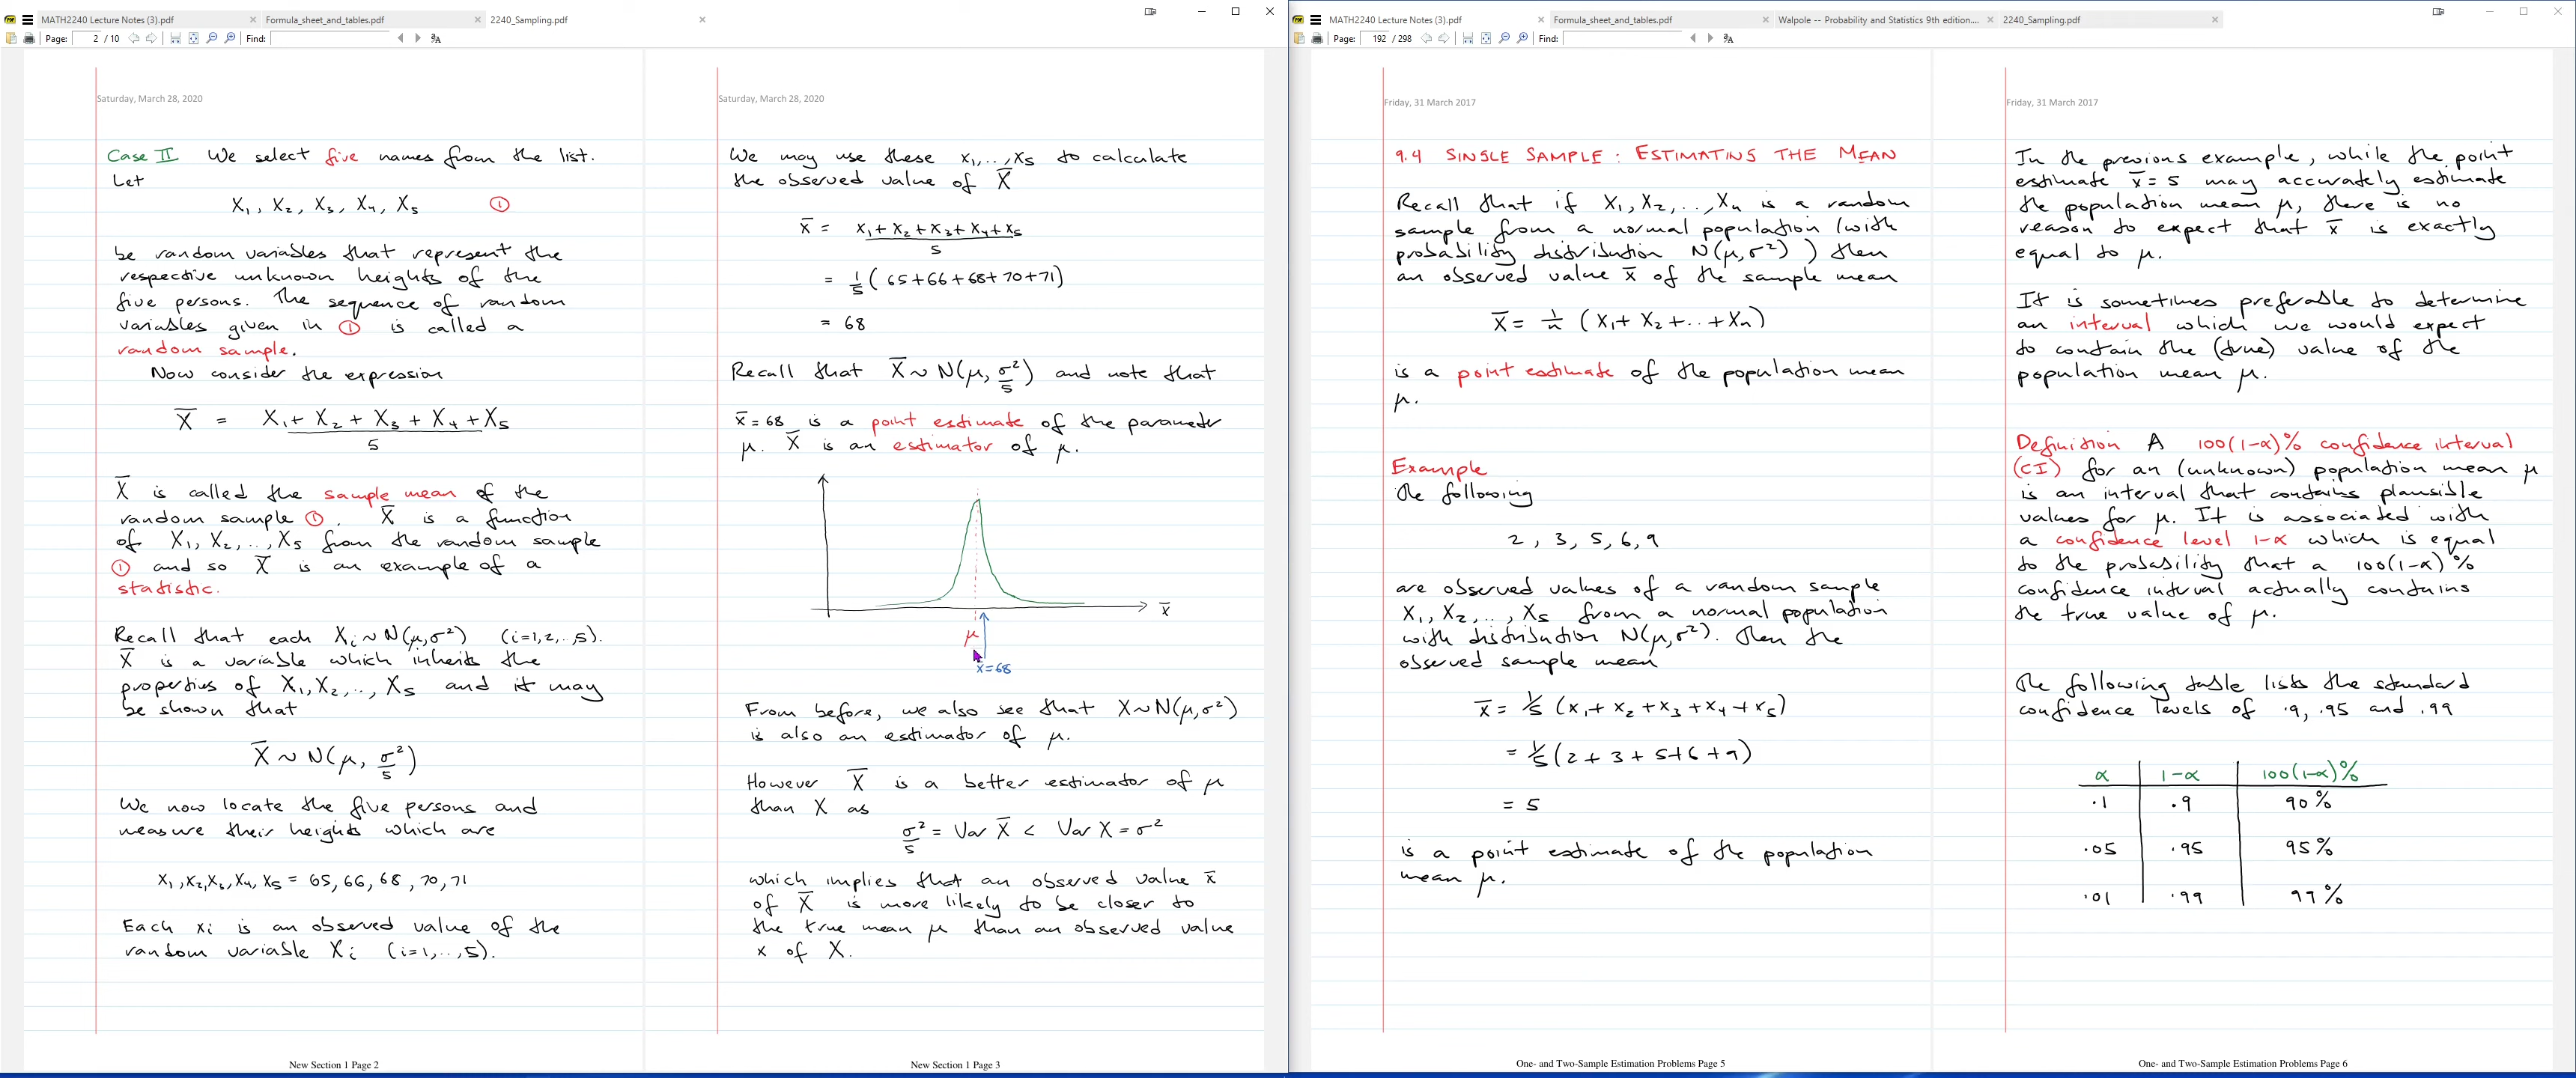 MATH2240 Lecture Notes (3).pdf
Formula_sheet_and_tables.pdf
2240_Sampling.pdf
Page: 2 / 10
Find:
Saturday, March 28, 2020
Case II We select five names from the list.
Let
X₁, X₂, X₃, X₄, X₅ ①
be random variables that represent the
respective unknown heights of the
five persons. The sequence of random
variables given in ① is called a
random sample.
Now consider the expression
X̄ = X₁ + X₂ + X₃ + X₄ + X₅
5
X̄ is called the sample mean of the
random sample ①. X̄ is a function
of X₁, X₂, .., X₅ from the random sample
① and so X̄ is an example of a
statistic.
Recall that each Xᵢ ~ N(μ,σ²) (i=1,2,..,5).
X̄ is a variable which inherits the
properties of X₁, X₂, .., X₅ and it may
be shown that
X̄ ~ N(μ, σ²/5)
We now locate the five persons and
measure their heights which are
x₁, x₂, x₃, x₄, x₅ = 65, 66, 68, 70, 71
Each xᵢ is an observed value of the
random variable Xᵢ (i=1,..,5).
New Section 1 Page 2
Saturday, March 28, 2020
We may use these x₁, .., x₅ to calculate
the observed value of X̄
x̄ = x₁ + x₂ + x₃ + x₄ + x₅
5
= 1/5 (65+66+68+70+71)
= 68
Recall that X̄ ~ N(μ, σ²/5) and note that
x̄ = 68 is a point estimate of the parameter
μ. X̄ is an estimator of μ.
x̄
μ
x̄=68
From before, we also see that X~N(μ,σ²)
is also an estimator of μ.
However X̄ is a better estimator of μ
than X as
σ²/5 = Var X̄ < Var X = σ²
which implies that an observed value x̄
of X̄ is more likely to be closer to
the true mean μ than an observed value
x of X.
New Section 1 Page 3
MATH2240 Lecture Notes (3).pdf
Formula_sheet_and_tables.pdf
Walpole -- Probability and Statistics 9th edition....
2240_Sampling.pdf
Page: 192 / 298
Find:
Friday, 31 March 2017
9.4 SINGLE SAMPLE: ESTIMATING THE MEAN
Recall that if X₁, X₂, .., Xₙ is a random
sample from a normal population (with
probability distribution N(μ,σ²)) then
an observed value x̄ of the sample mean
X̄ = 1/n (X₁ + X₂ + .. + Xₙ)
is a point estimate of the population mean
μ.
Example
The following
2, 3, 5, 6, 9
are observed values of a random sample
X₁, X₂, .., X₅ from a normal population
with distribution N(μ,σ²). Then the
observed sample mean
x̄ = 1/5 (x₁ + x₂ + x₃ + x₄ + x₅)
= 1/5 (2 + 3 + 5 + 6 + 9)
= 5
is a point estimate of the population
mean μ.
One- and Two-Sample Estimation Problems Page 5
Friday, 31 March 2017
In the previous example, while the point
estimate x̄ = 5 may accurately estimate
the population mean μ, there is no
reason to expect that x̄ is exactly
equal to μ.
It is sometimes preferable to determine
an interval which we would expect
to contain the (true) value of the
population mean μ.
Definition A 100(1-α)% confidence interval
(CI) for an (unknown) population mean μ
is an interval that contains plausible
values for μ. It is associated with
a confidence level 1-α which is equal
to the probability that a 100(1-α)%
confidence interval actually contains
the true value of μ.
The following table lists the standard
confidence levels of .9, .95 and .99
α 1-α 100(1-α)%
.1 .9 90%
.05 .95 95%
.01 .99 99%
One- and Two-Sample Estimation Problems Page 6